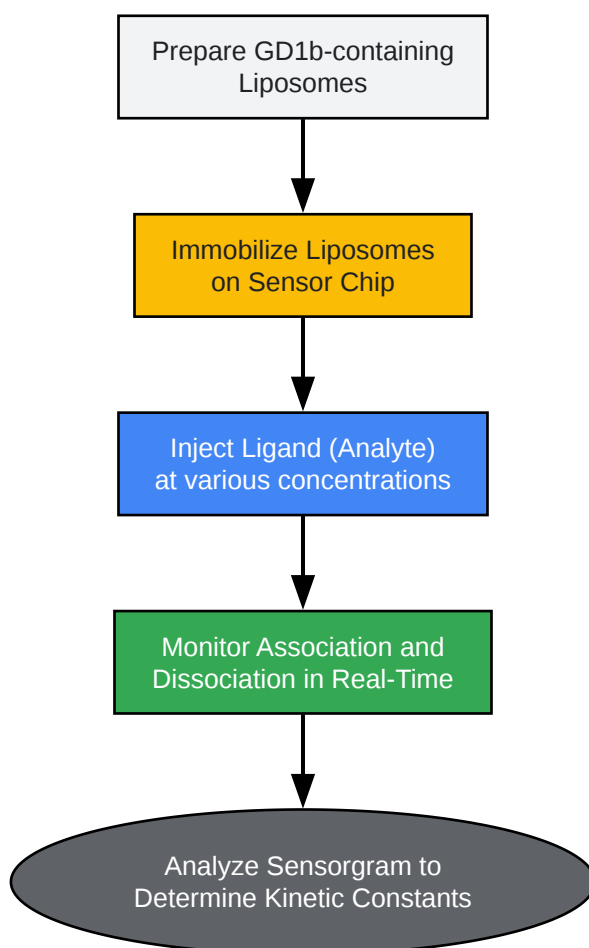 Prepare GD1b-containing
Liposomes
Immobilize Liposomes
on Sensor Chip
Inject Ligand (Analyte)
at various concentrations
Monitor Association and
Dissociation in Real-Time
Analyze Sensorgram to
Determine Kinetic Constants